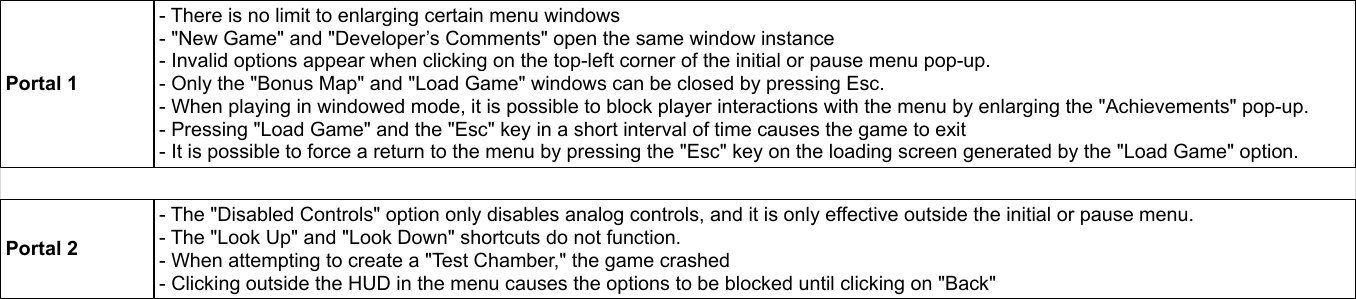 Portal 1
- There is no limit to enlarging certain menu windows
- "New Game" and "Developer’s Comments" open the same window instance
- Invalid options appear when clicking on the top-left corner of the initial or pause menu pop-up.
- Only the "Bonus Map" and "Load Game" windows can be closed by pressing Esc.
- When playing in windowed mode, it is possible to block player interactions with the menu by enlarging the "Achievements" pop-up.
- Pressing "Load Game" and the "Esc" key in a short interval of time causes the game to exit
- It is possible to force a return to the menu by pressing the "Esc" key on the loading screen generated by the "Load Game" option.
Portal 2
- The "Disabled Controls" option only disables analog controls, and it is only effective outside the initial or pause menu.
- The "Look Up" and "Look Down" shortcuts do not function.
- When attempting to create a "Test Chamber," the game crashed
- Clicking outside the HUD in the menu causes the options to be blocked until clicking on "Back"